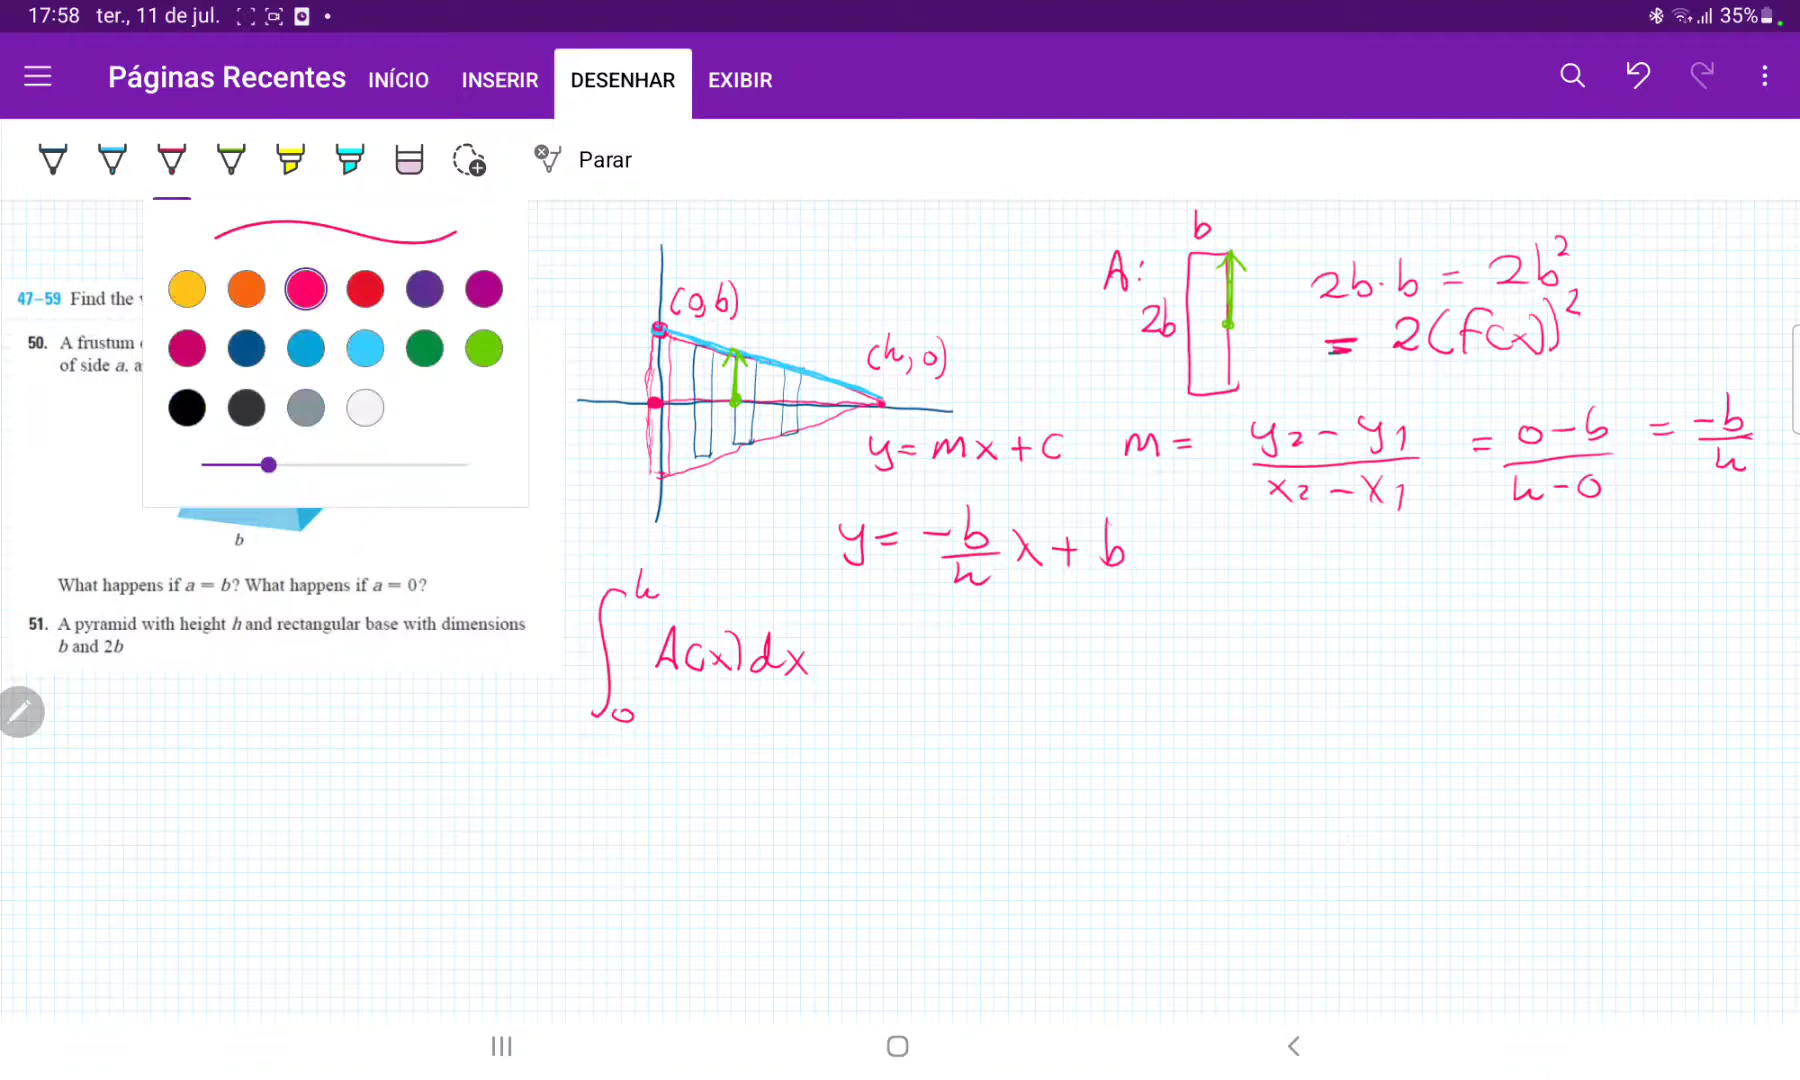 17:58 ter., 11 de jul. 35%
Páginas Recentes INÍCIO INSERIR DESENHAR EXIBIR
Parar
47–59 Find the
50. A frustum
of side a, a
b
What happens if a = b? What happens if a = 0?
51. A pyramid with height h and rectangular base with dimensions
b and 2b
(0,b)
(h,0)
A:
b
2b
2b·b = 2b²
= 2(f(x))²
y = mx + c m = (y₂ - y₁)/(x₂ - x₁) = (0 - b)/(h - 0) = -b/h
y = -b/h x + b
∫₀ʰ A(x)dx